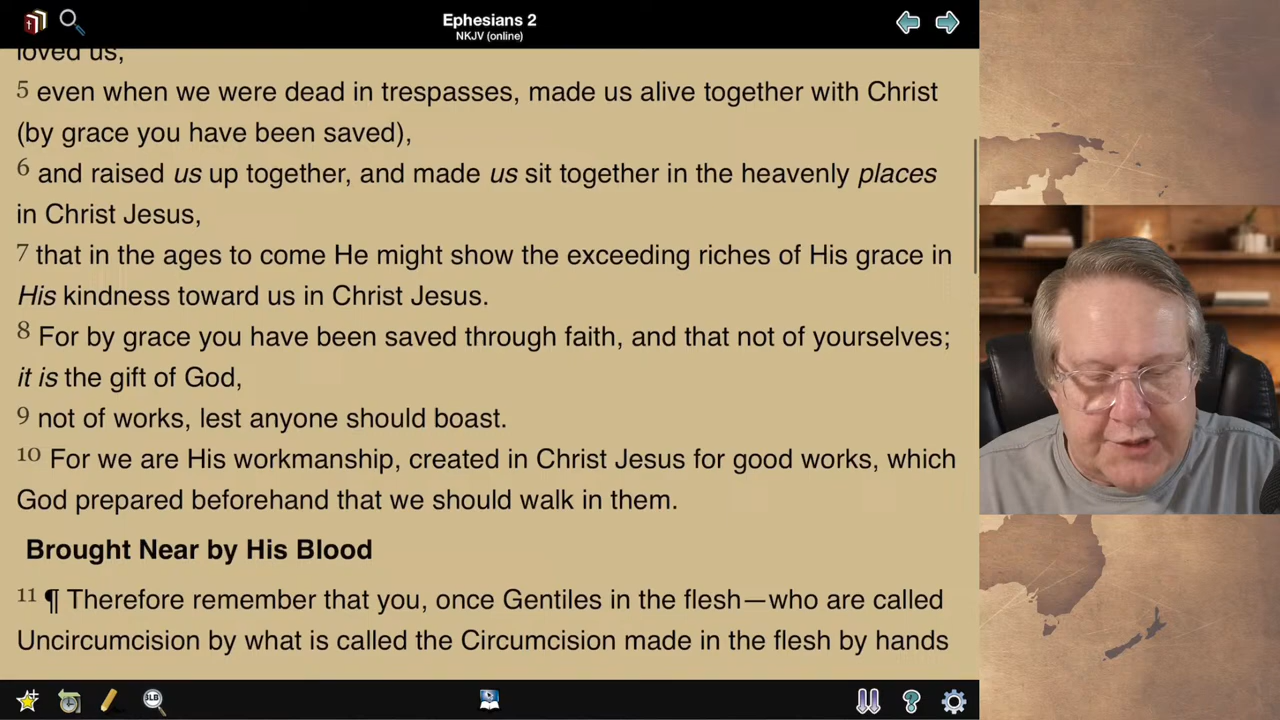 Ephesians 2
NKJV (online)
loved us,
5 even when we were dead in trespasses, made us alive together with Christ
(by grace you have been saved),
6 and raised us up together, and made us sit together in the heavenly places
in Christ Jesus,
7 that in the ages to come He might show the exceeding riches of His grace in
His kindness toward us in Christ Jesus.
8 For by grace you have been saved through faith, and that not of yourselves;
it is the gift of God,
9 not of works, lest anyone should boast.
10 For we are His workmanship, created in Christ Jesus for good works, which
God prepared beforehand that we should walk in them.
Brought Near by His Blood
11 ¶ Therefore remember that you, once Gentiles in the flesh—who are called
Uncircumcision by what is called the Circumcision made in the flesh by hands
3LB
?